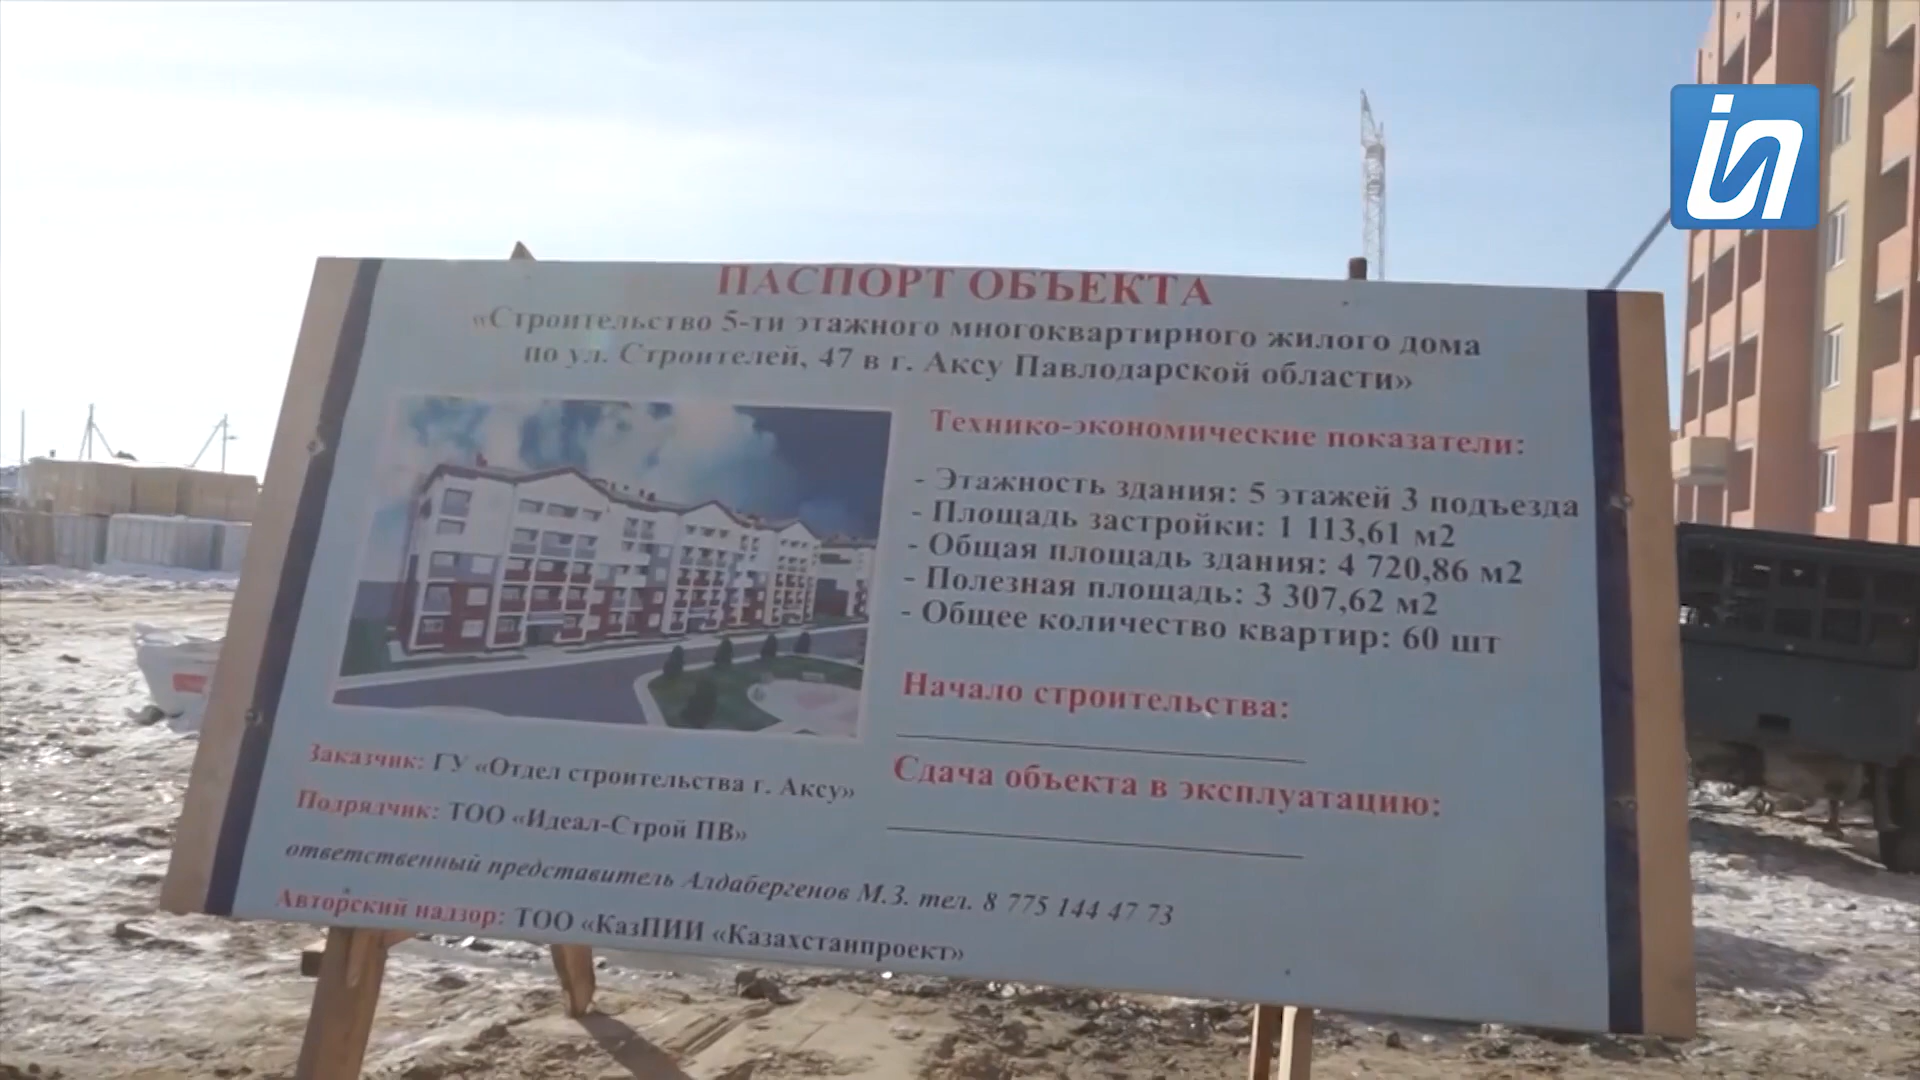 ПАСПОРТ ОБЪЕКТА
«Строительство 5-ти этажного многоквартирного жилого дома
по ул. Строителей, 47 в г. Аксу Павлодарской области»
Технико-экономические показатели:
- Этажность здания: 5 этажей 3 подъезда
- Площадь застройки: 1 113,61 м2
- Общая площадь здания: 4 720,86 м2
- Полезная площадь: 3 307,62 м2
- Общее количество квартир: 60 шт
Начало строительства:
Сдача объекта в эксплуатацию:
Заказчик: ГУ «Отдел строительства г. Аксу»
Подрядчик: ТОО «Идеал-Строй ПВ»
ответственный представитель Алдабергенов М.З. тел. 8 775 144 47 73
Авторский надзор: ТОО «КазПИИ «Казахстанпроект»